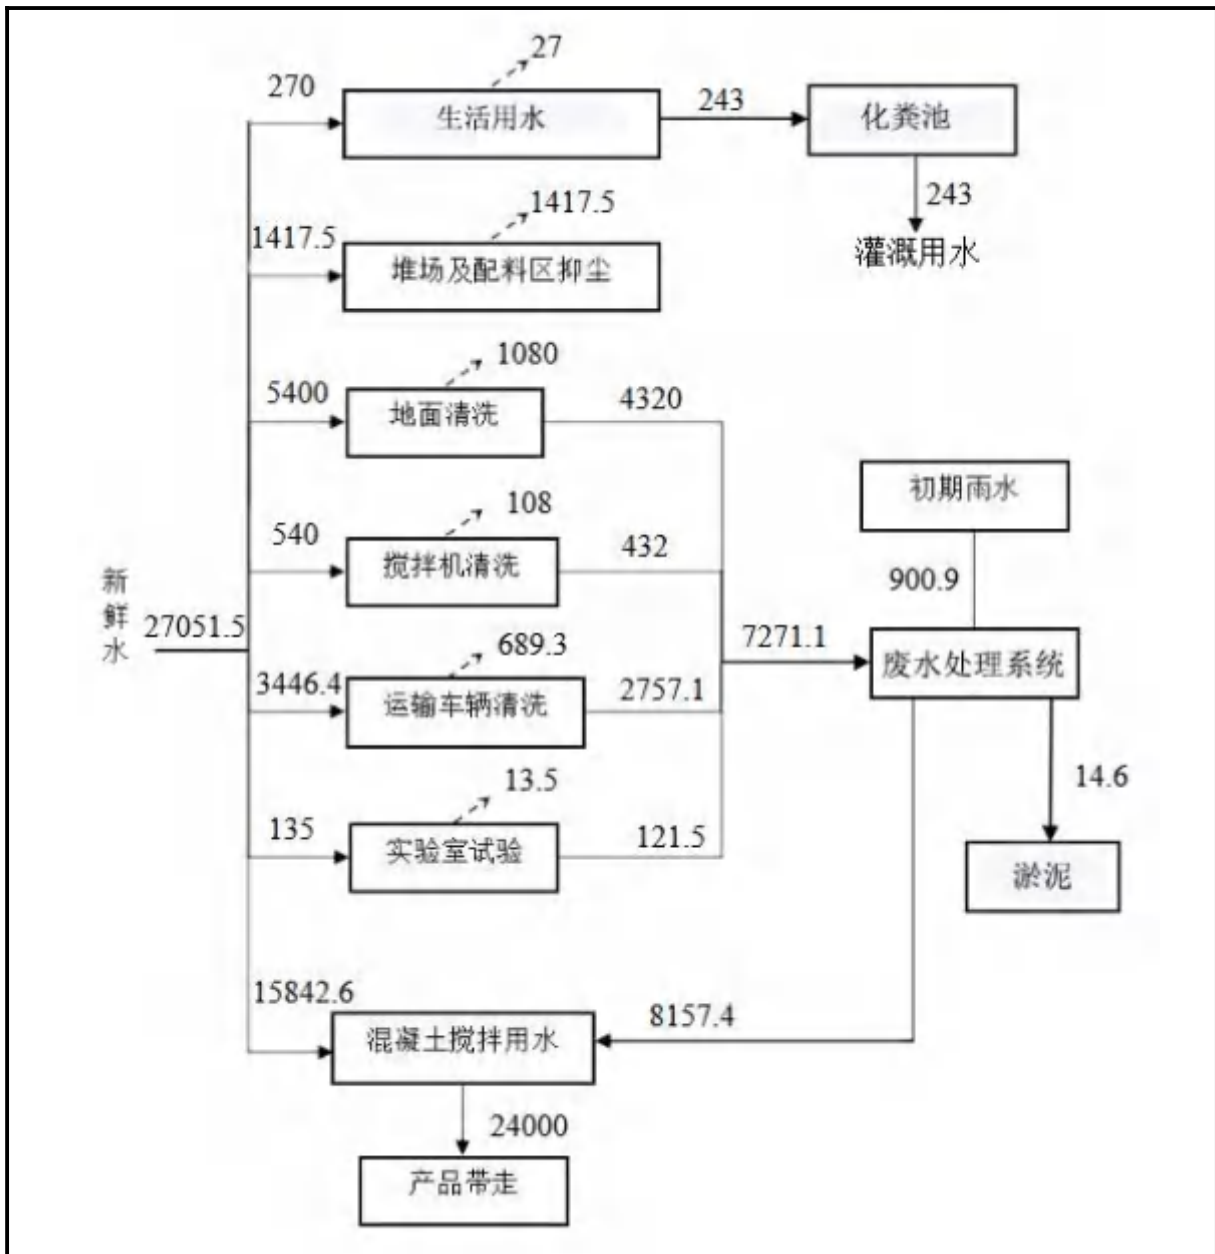 27
270
生活用水
243
化粪池
243
灌溉用水
1417.5
1417.5
堆场及配料区抑尘
1080
5400
地面清洗
4320
初期雨水
108
540
搅拌机清洗
432
900.9
新
鲜
水
27051.5
7271.1
废水处理系统
689.3
3446.4
运输车辆清洗
2757.1
14.6
13.5
135
实验室试验
121.5
淤泥
15842.6
混凝土搅拌用水
8157.4
24000
产品带走